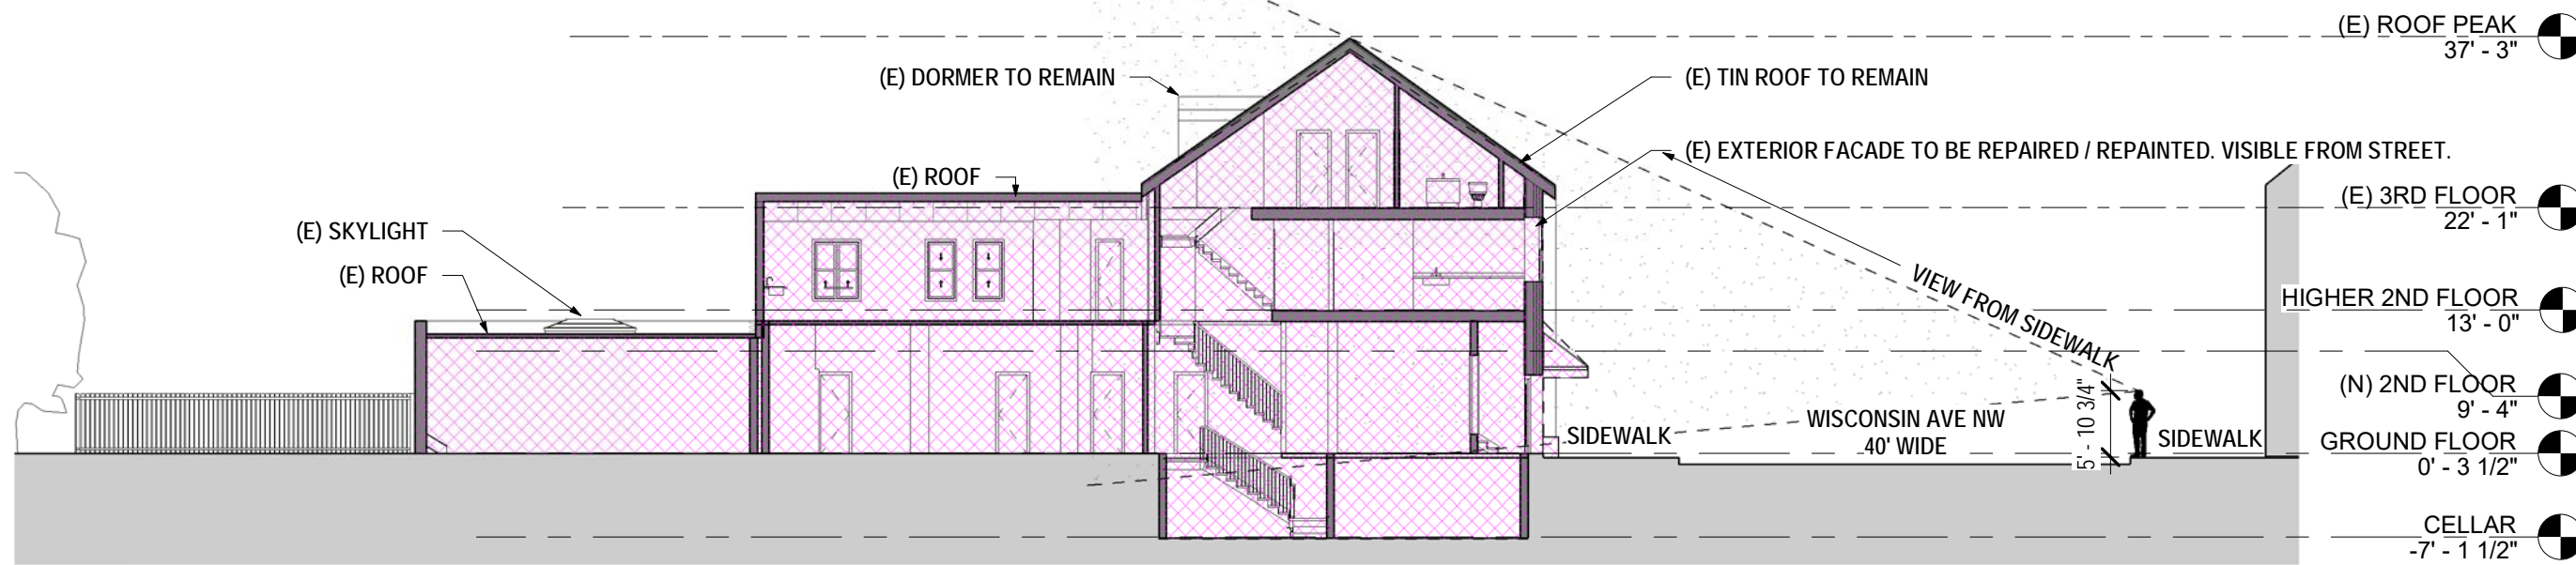 (E) ROOF PEAK
37' - 3"
(E) DORMER TO REMAIN
(E) TIN ROOF TO REMAIN
(E) EXTERIOR FACADE TO BE REPAIRED / REPAINTED. VISIBLE FROM STREET.
(E) ROOF
(E) 3RD FLOOR
22' - 1"
(E) SKYLIGHT
(E) ROOF
VIEW FROM SIDEWALK
HIGHER 2ND FLOOR
13' - 0"
(N) 2ND FLOOR
9' - 4"
5' - 10 3/4"
WISCONSIN AVE NW
40' WIDE
SIDEWALK
SIDEWALK
GROUND FLOOR
0' - 3 1/2"
CELLAR
-7' - 1 1/2"